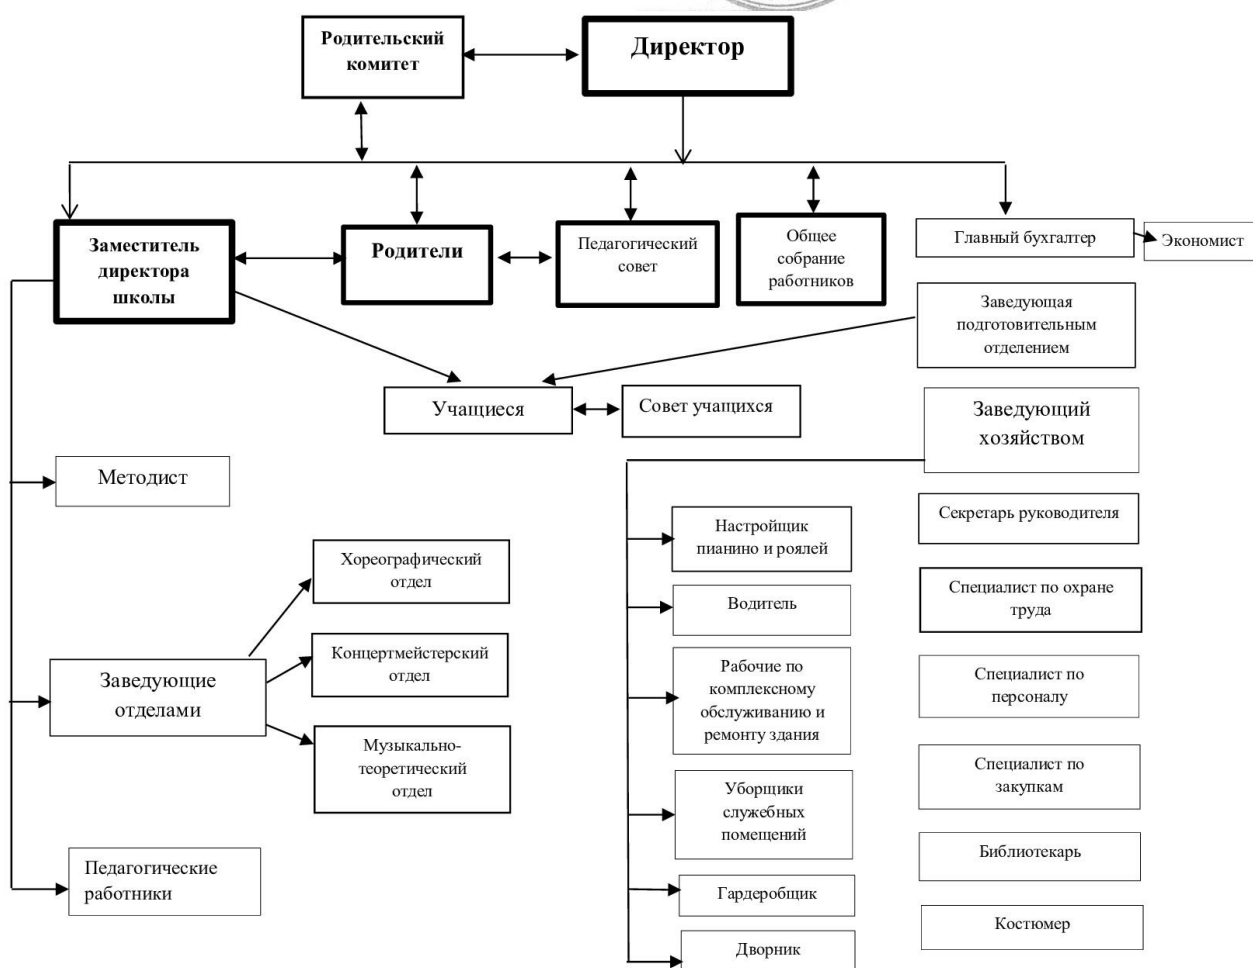 Родительский
комитет
Директор
Заместитель
директора
школы
Родители
Педагогический
совет
Общее
собрание
работников
Главный бухгалтер
Экономист
Заведующая
подготовительным
отделением
Учащиеся
Совет учащихся
Заведующий
хозяйством
Методист
Секретарь руководителя
Настройщик
пианино и роялей
Хореографический
отдел
Специалист по охране
труда
Водитель
Концертмейстерский
отдел
Заведующие
отделами
Рабочие по
комплексному
обслуживанию и
ремонту здания
Специалист по
персоналу
Музыкально-
теоретический
отдел
Специалист по
закупкам
Уборщики
служебных
помещений
Библиотекарь
Педагогические
работники
Гардеробщик
Костюмер
Дворник